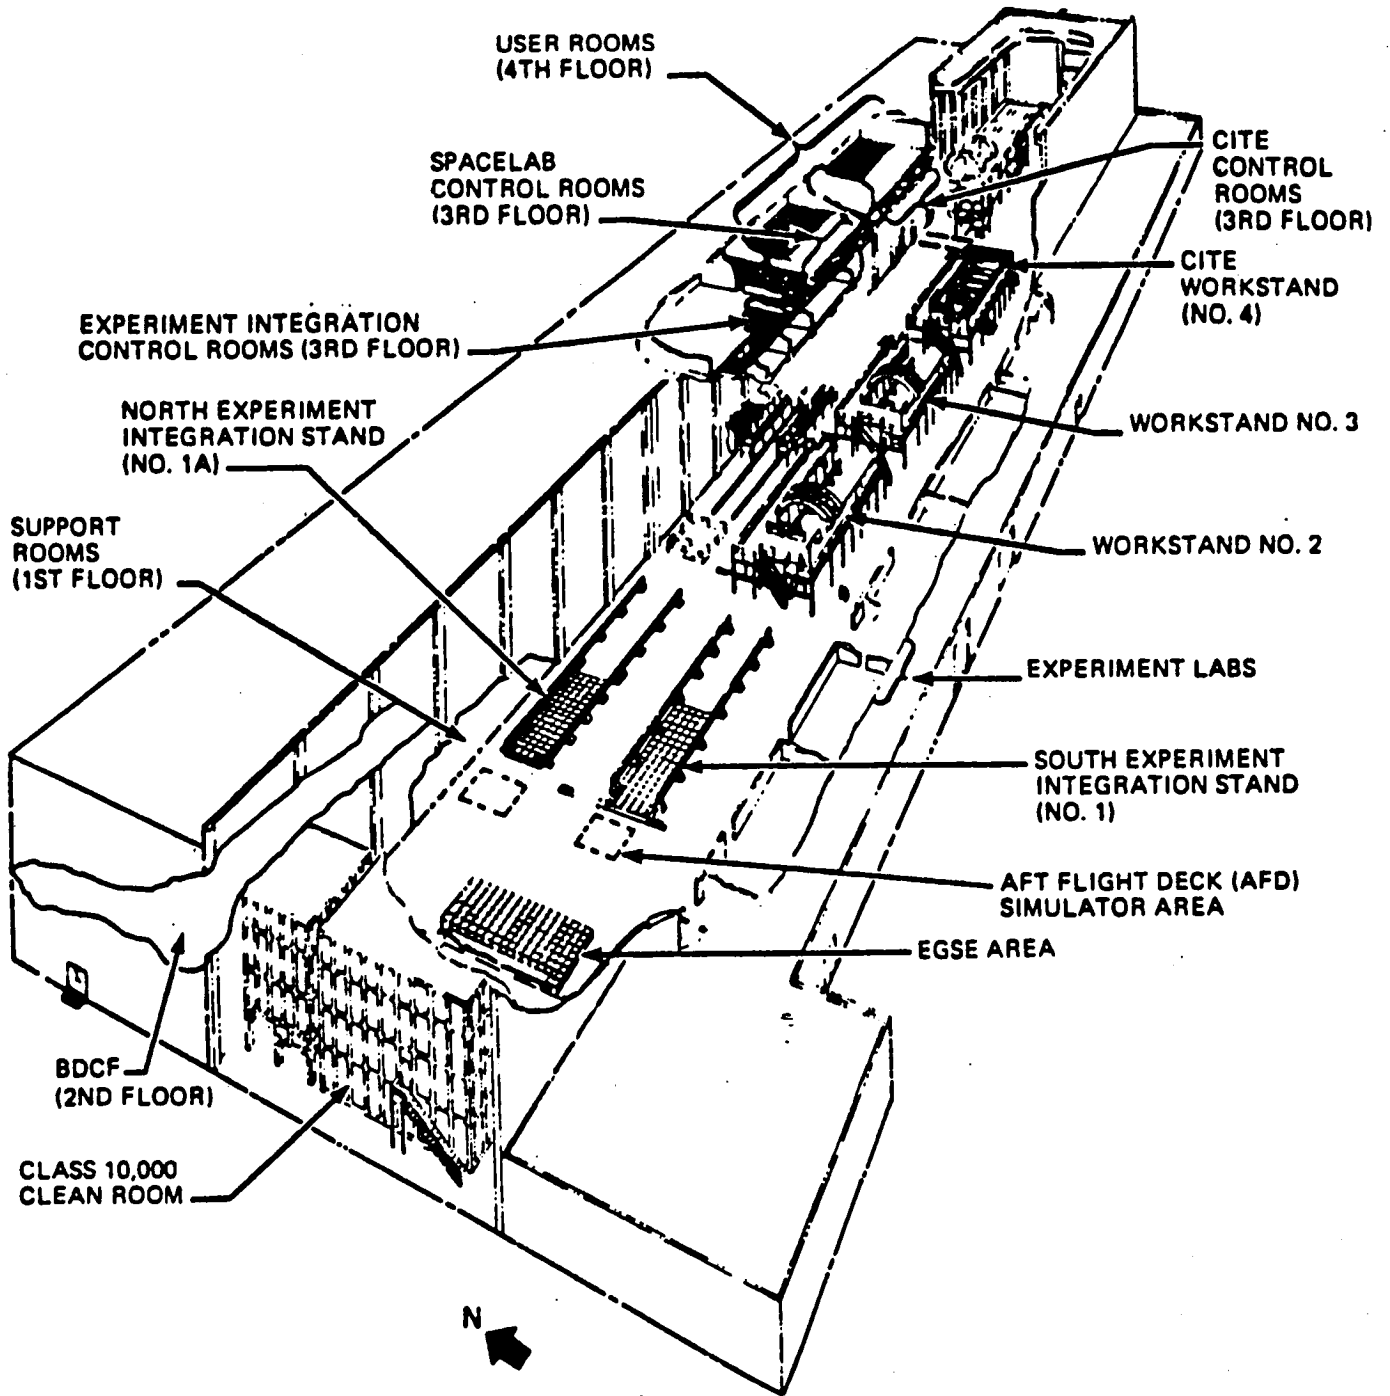 USER ROOMS
(4TH FLOOR)
SPACELAB
CONTROL ROOMS
(3RD FLOOR)
CITE
CONTROL
ROOMS
(3RD FLOOR)
CITE
WORKSTAND
(NO. 4)
EXPERIMENT INTEGRATION
CONTROL ROOMS (3RD FLOOR)
NORTH EXPERIMENT
INTEGRATION STAND
(NO. 1A)
WORKSTAND NO. 3
SUPPORT
ROOMS
(1ST FLOOR)
WORKSTAND NO. 2
EXPERIMENT LABS
SOUTH EXPERIMENT
INTEGRATION STAND
(NO. 1)
AFT FLIGHT DECK (AFD)
SIMULATOR AREA
EGSE AREA
BDCF
(2ND FLOOR)
CLASS 10,000
CLEAN ROOM
N